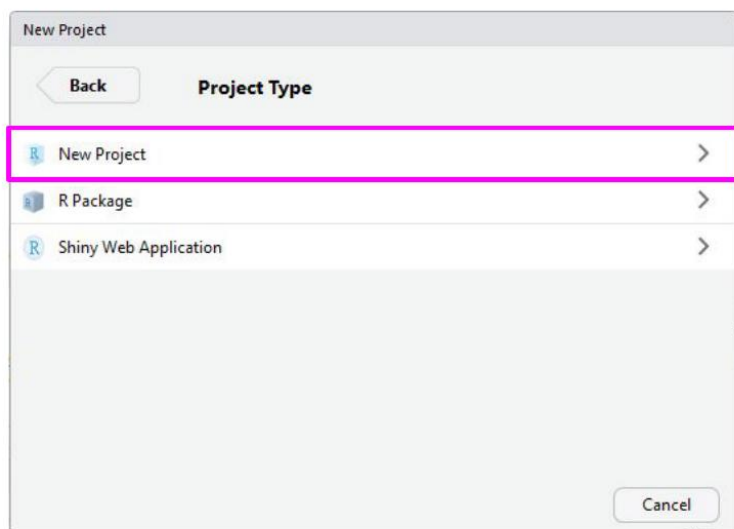 New Project
Back
Project Type
R New Project
R R Package
R Shiny Web Application
Cancel